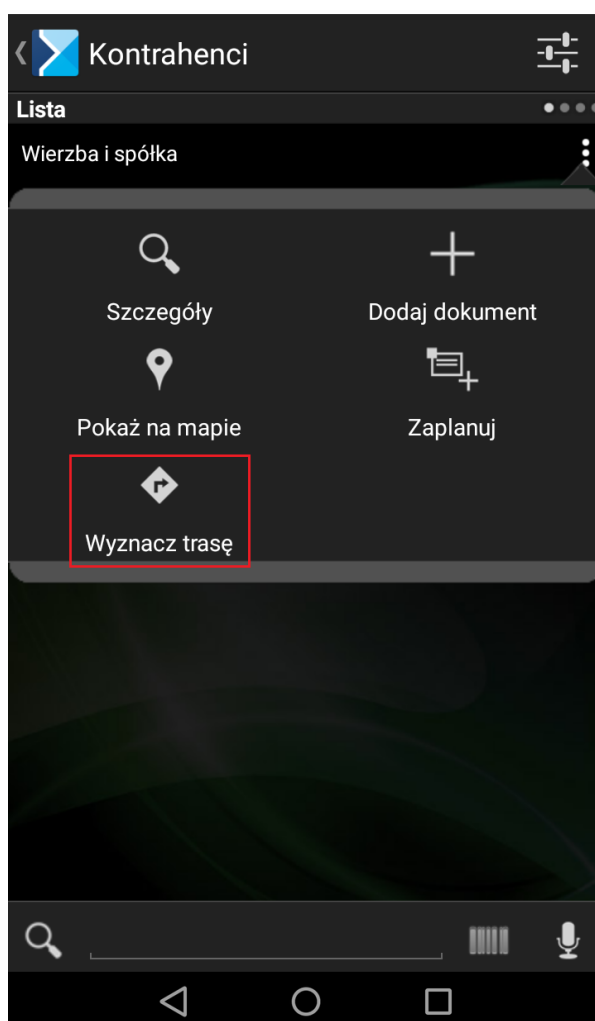 Kontrahenci
Lista
Wierzba i spółka
Szczegóły
Dodaj dokument
Pokaż na mapie
Zaplanuj
Wyznacz trasę